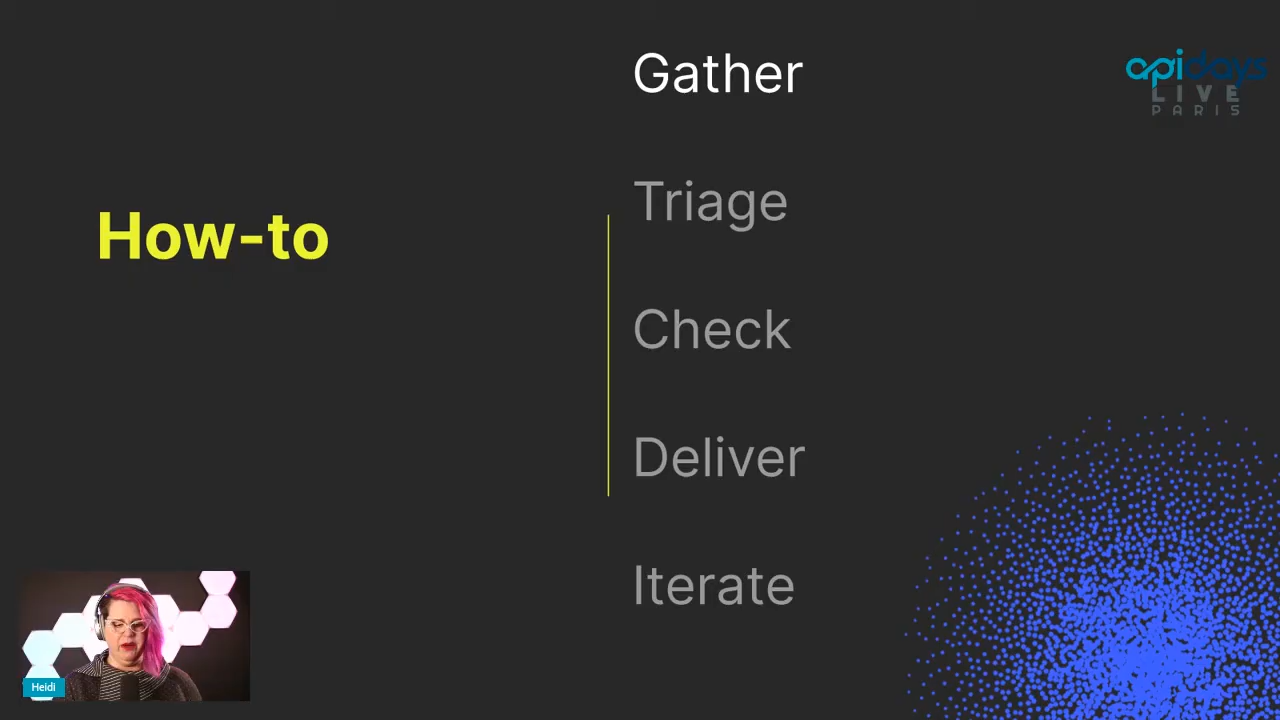 How-to
Gather
Triage
Check
Deliver
Iterate
apidays
LIVE
PARIS
Heidi